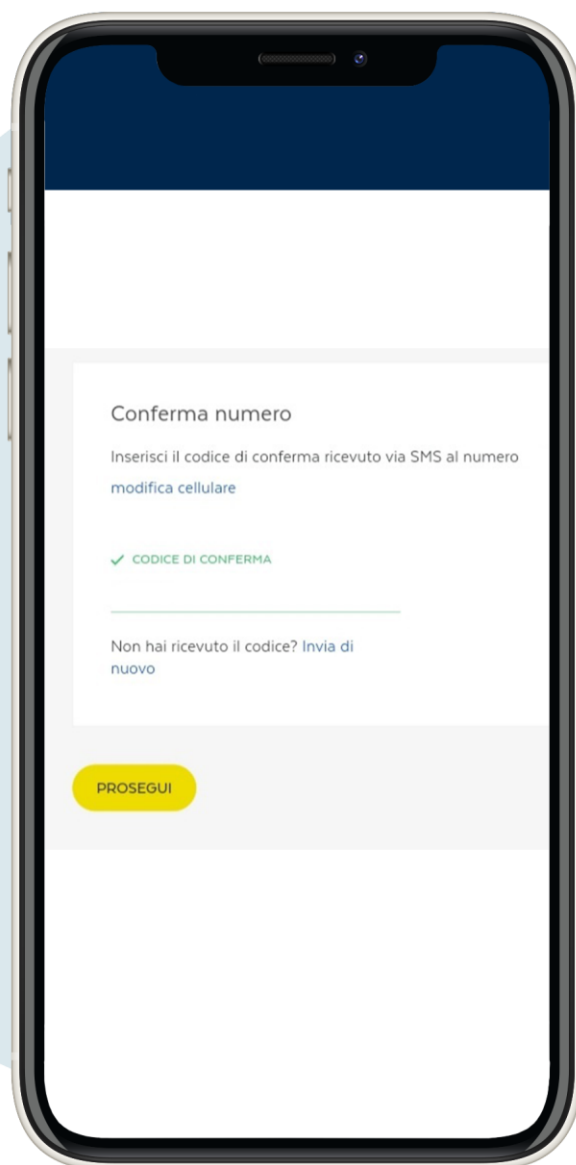 Conferma numero
Inserisci il codice di conferma ricevuto via SMS al numero
modifica cellulare
CODICE DI CONFERMA
Non hai ricevuto il codice? Invia di
nuovo
PROSEGUI